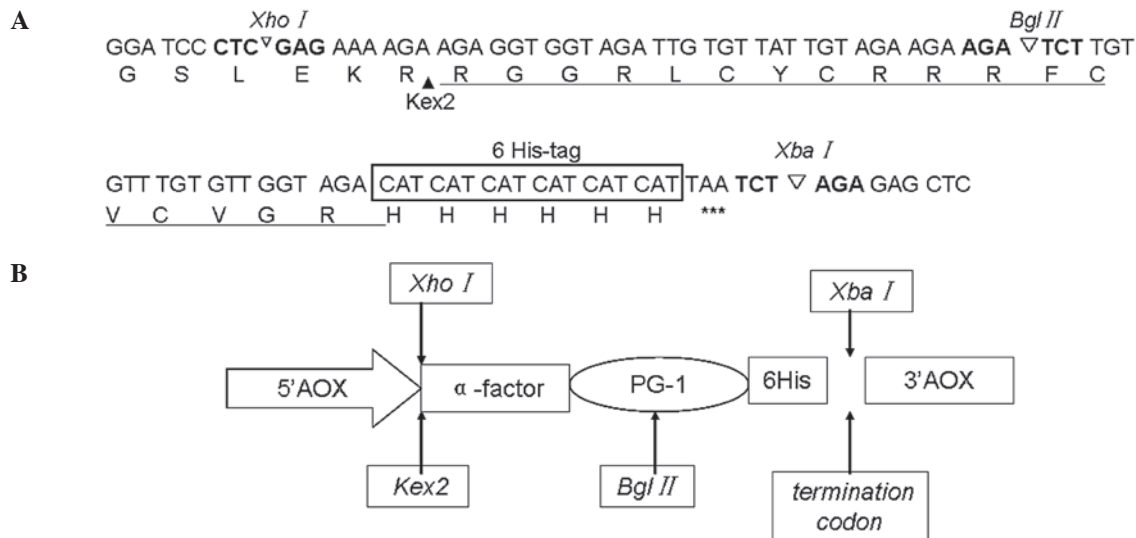 A
Xho I
Bgl II
GGA TCC CTC▽GAG AAA AGA AGA GGT GGT AGA TTG TGT TAT TGT AGA AGA AGA ▽TCT TGT
G S L E K R R G G R L C Y C R R R F C
▲
Kex2
6 His-tag
Xba I
GTT TGT GTT GGT AGA CAT CAT CAT CAT CAT CAT TAA TCT ▽ AGA GAG CTC
V C V G R H H H H H H ***
B
Xho I
Xba I
5'AOX
α-factor
PG-1
6His
3'AOX
Kex2
Bgl II
termination
codon